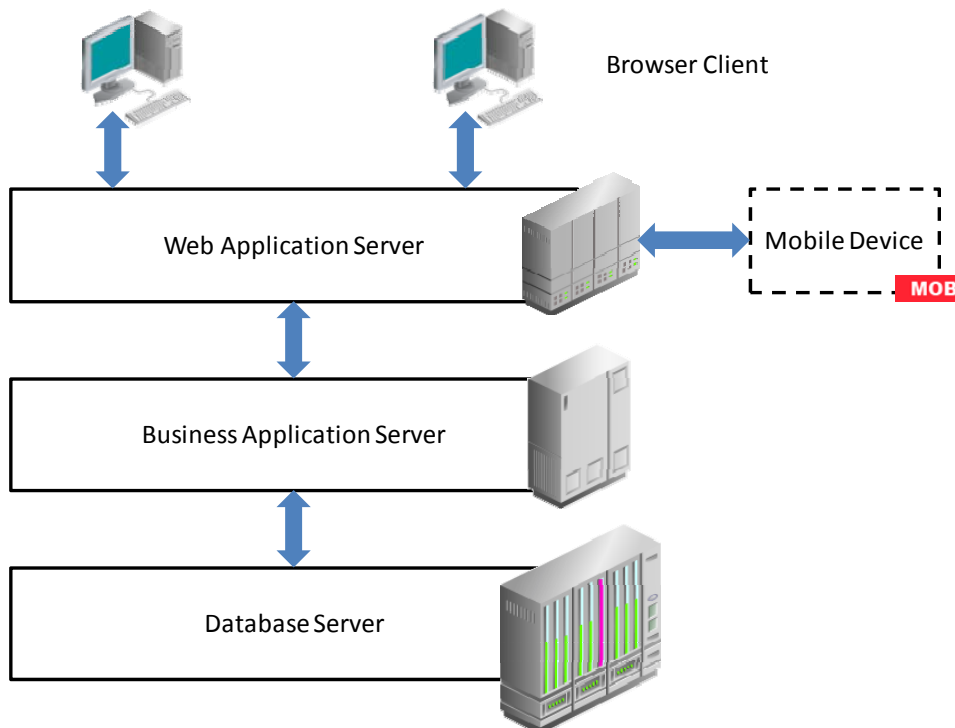 Browser Client
Web Application Server
Mobile Device
MOB
Business Application Server
Database Server